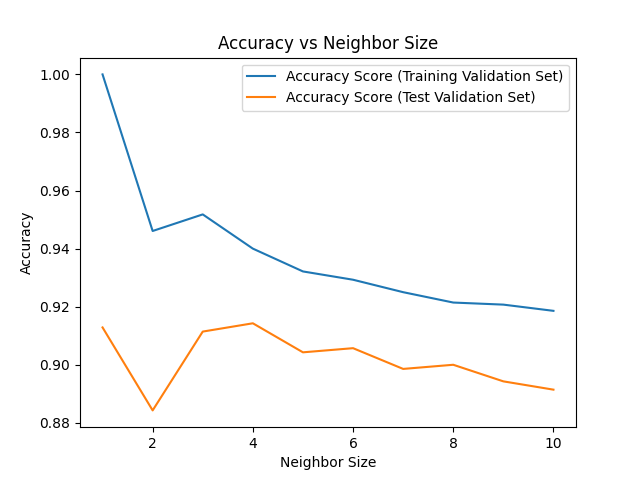 Accuracy vs Neighbor Size
Accuracy Score (Training Validation Set)
Accuracy Score (Test Validation Set)
Accuracy
1.00
0.98
0.96
0.94
0.92
0.90
0.88
2 4 6 8 10
Neighbor Size